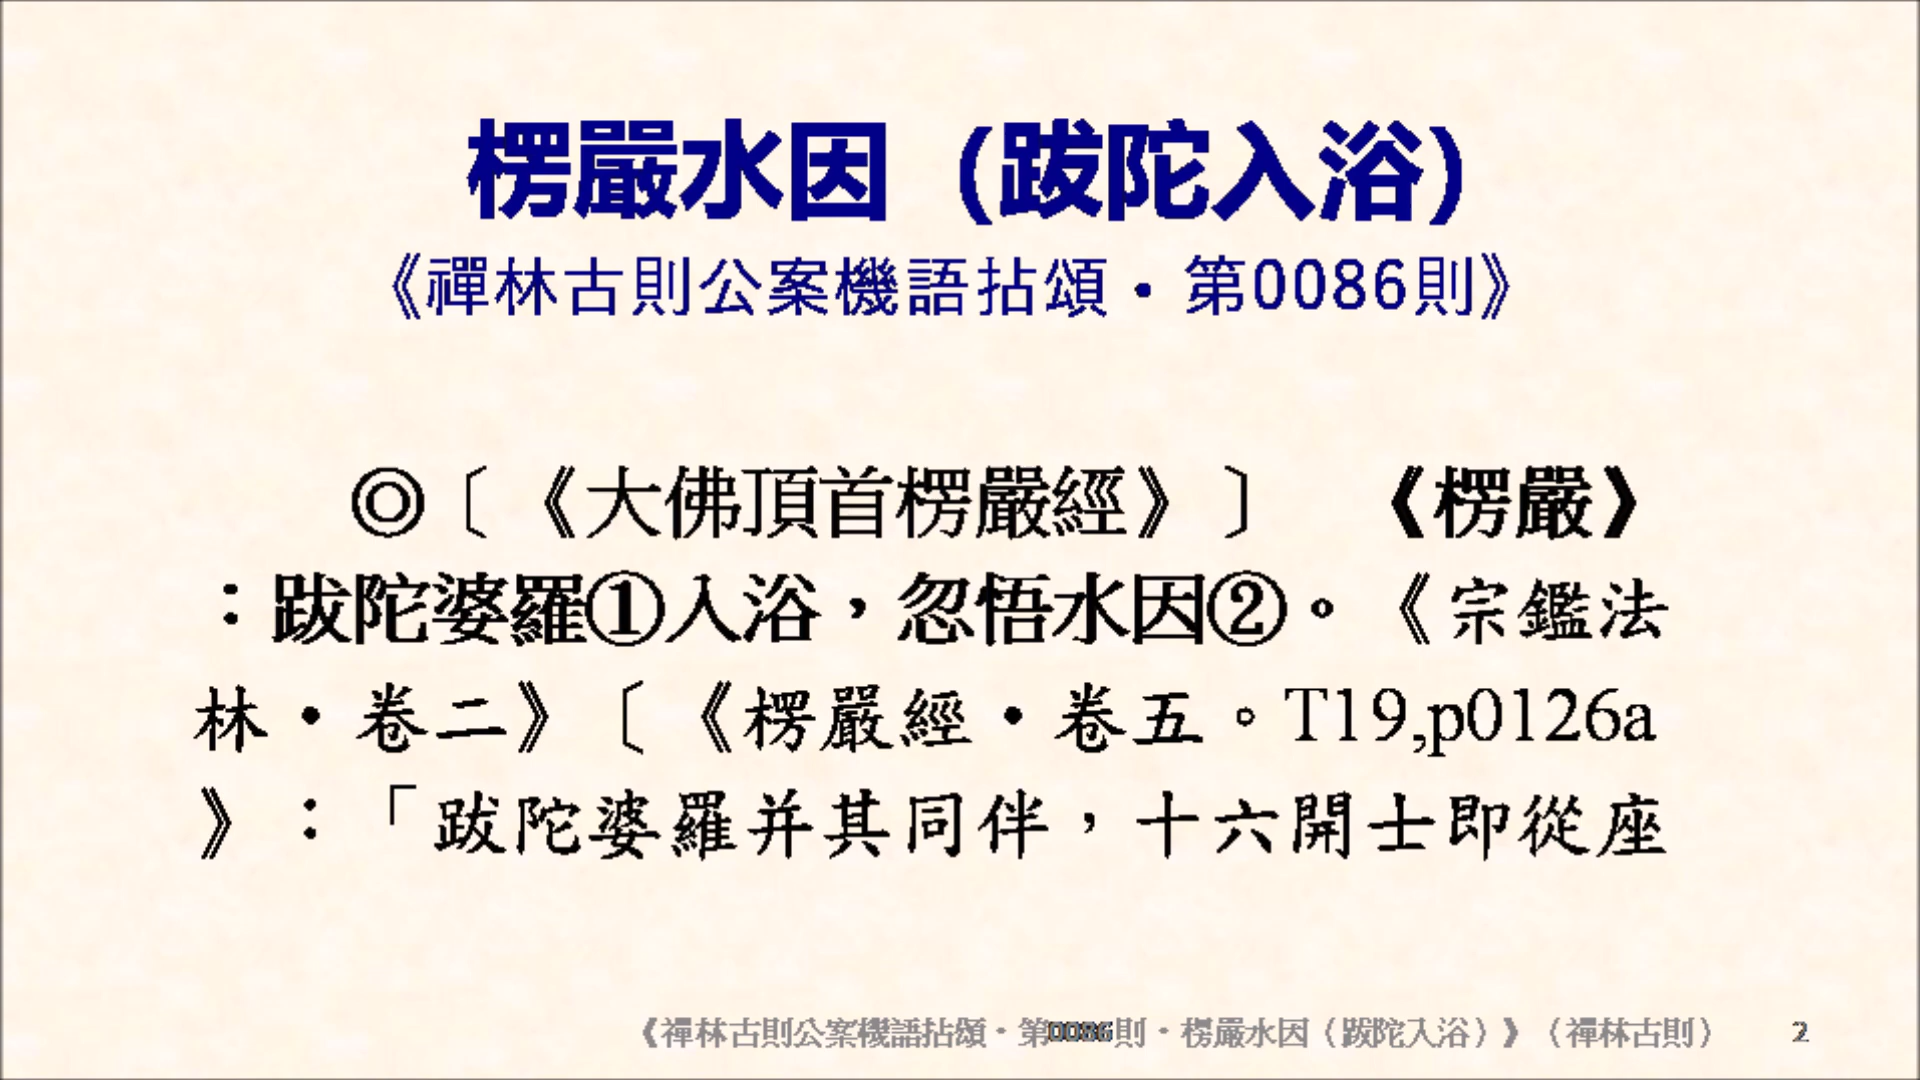 楞嚴水因（跋陀入浴）
《禪林古則公案機語拈頌・第0086則》
◎〔《大佛頂首楞嚴經》〕 《楞嚴》
：跋陀婆羅①入浴，忽悟水因②。《宗鑑法
林・卷二》〔《楞嚴經・卷五。T19,p0126a
》：「跋陀婆羅并其同伴，十六開士即從座
《禪林古則公案機語拈頌・第0086則・楞嚴水因（跋陀入浴）》（禪林古則） 2